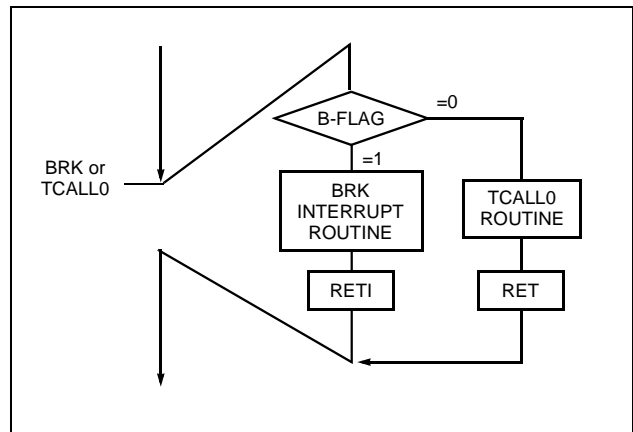 B-FLAG
=0
=1
BRK or
TCALL0
BRK
INTERRUPT
ROUTINE
TCALL0
ROUTINE
RETI
RET